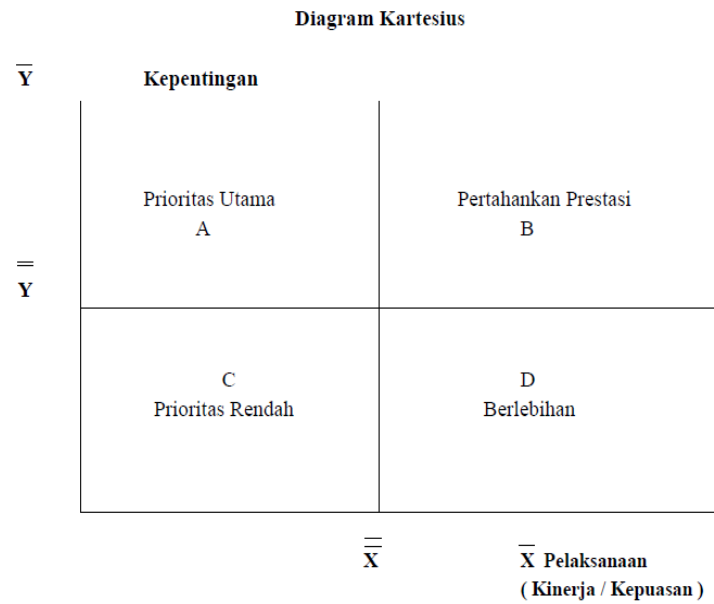 Diagram Kartesius
Y̅ Kepentingan
Prioritas Utama
A
Pertahankan Prestasi
B
Y̿
C
Prioritas Rendah
D
Berlebihan
X̿
X̅ Pelaksanaan
( Kinerja / Kepuasan )